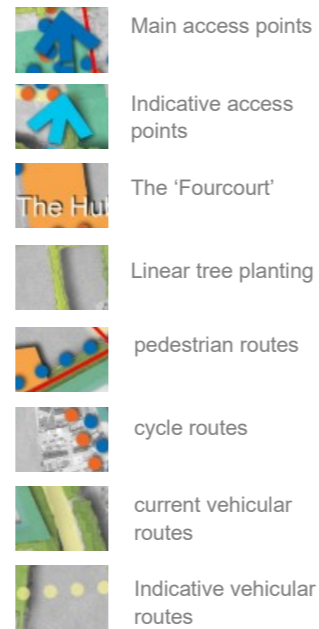 Main access points
Indicative access
points
The Hu
The ‘Fourcourt’
Linear tree planting
pedestrian routes
cycle routes
current vehicular
routes
Indicative vehicular
routes